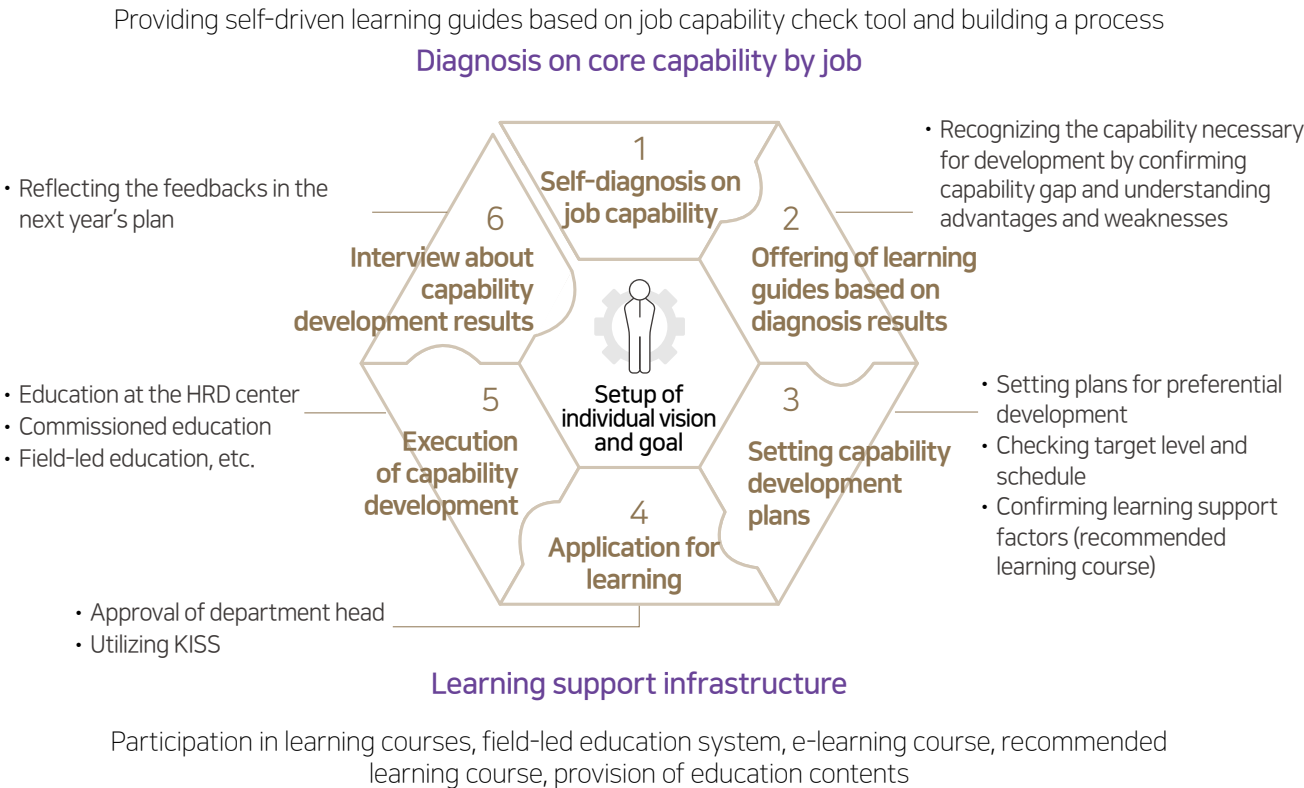 Providing self-driven learning guides based on job capability check tool and building a process
Diagnosis on core capability by job
1
Self-diagnosis on
job capability
• Recognizing the capability necessary
for development by confirming
capability gap and understanding
advantages and weaknesses
2
Offering of learning
guides based on
diagnosis results
• Setting plans for preferential
development
• Checking target level and
schedule
• Confirming learning support
factors (recommended
learning course)
3
Setting capability
development
plans
4
Application for
learning
• Approval of department head
• Utilizing KISS
5
Execution
of capability
development
• Education at the HRD center
• Commissioned education
• Field-led education, etc.
6
Interview about
capability
development results
• Reflecting the feedbacks in the
next year's plan
Setup of
individual vision
and goal
Learning support infrastructure
Participation in learning courses, field-led education system, e-learning course, recommended
learning course, provision of education contents